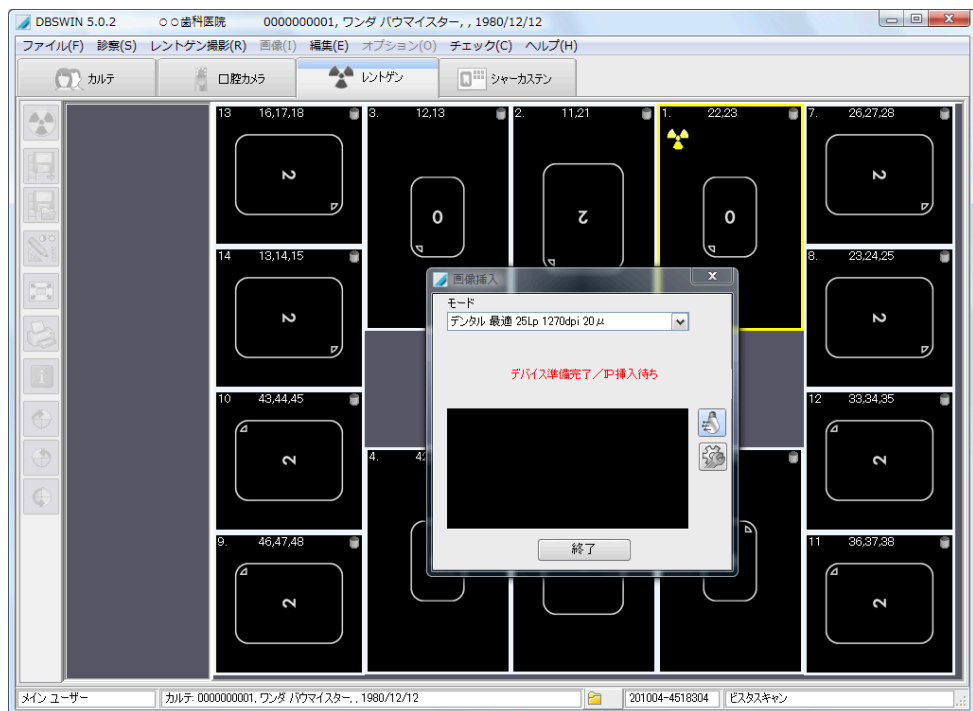 DBSWIN 5.0.2 ○○歯科医院 0000000001, ワンダ バウマイスター, , 1980/12/12
ファイル(F) 診察(S) レントゲン撮影(R) 画像(I) 編集(E) オプション(O) チェック(C) ヘルプ(H)
カルテ 口腔カメラ レントゲン シャーカステン
13 16,17,18 3. 12,13 2. 11,21 1. 22,23 7. 26,27,28
2 0 2 0 2
14 13,14,15 8. 23,24,25
2 2
画像挿入
モード
デンタル 最適 25Lp 1270dpi 20μ
デバイス準備完了/IP挿入待ち
終了
10 43,44,45 4. 12 33,34,35
2 2
9. 46,47,48 11 36,37,38
2 2
メイン ユーザー カルテ: 0000000001, ワンダ バウマイスター, , 1980/12/12 201004-4518304 ビスタスキャン